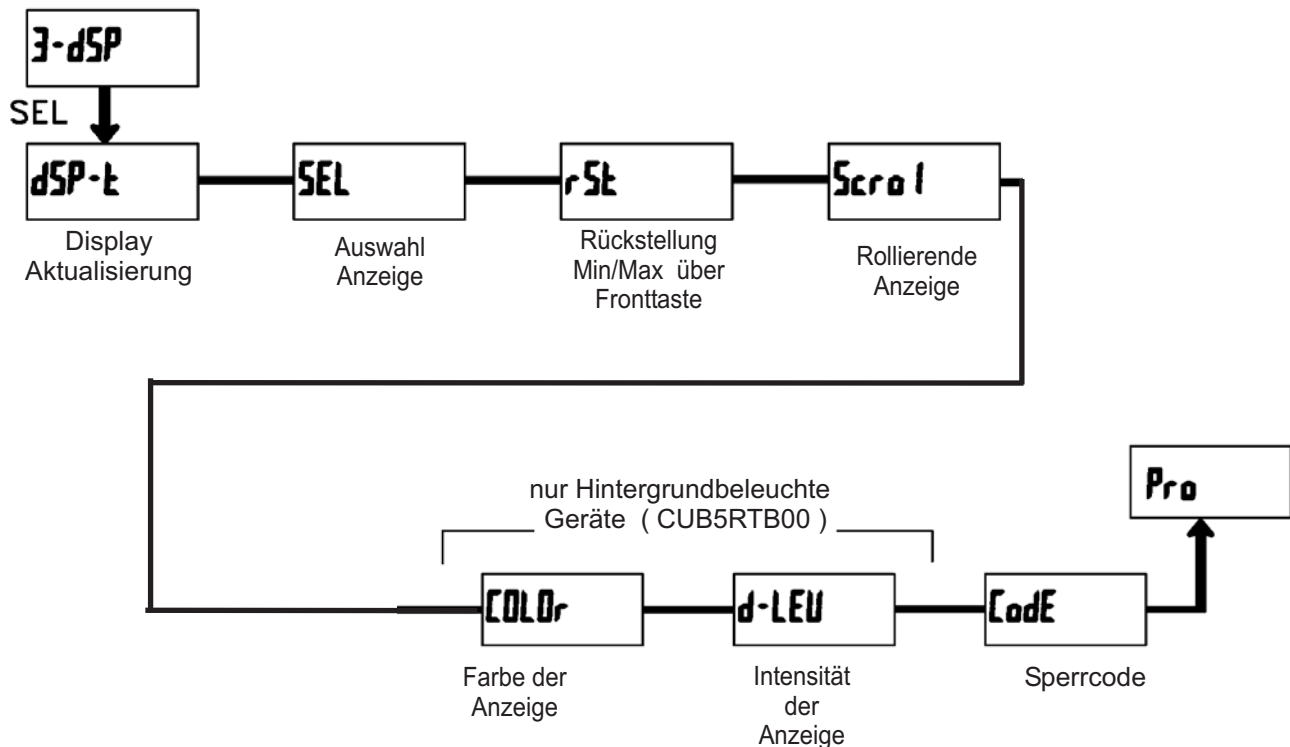 3-dSP
SEL
dSP-t
SEL
rSt
Scrol
Display
Aktualisierung
Auswahl
Anzeige
Rückstellung
Min/Max über
Fronttaste
Rollierende
Anzeige
nur Hintergrundbeleuchte
Geräte ( CUB5RTB00 )
Pro
COLOr
d-LEU
CodE
Farbe der
Anzeige
Intensität
der
Anzeige
Sperrcode